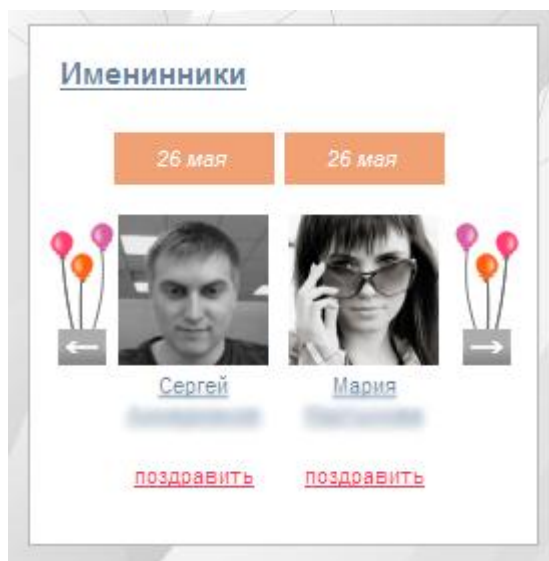 Именинники
26 мая 26 мая
Сергей Мария
поздравить поздравить